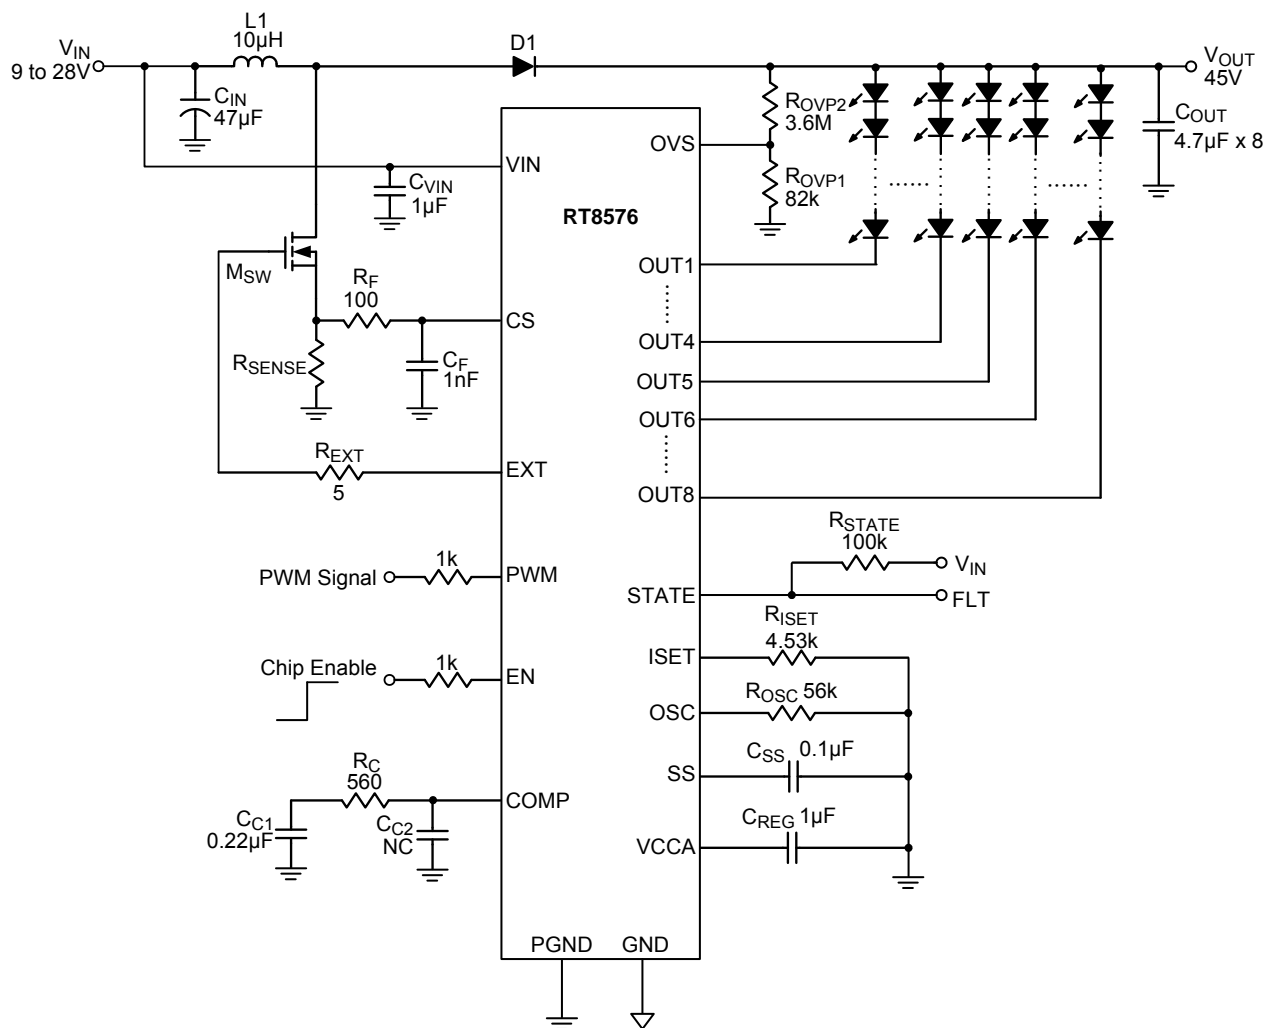 L1
10µH
VIN
9 to 28V
CIN
47µF
D1
VOUT
45V
ROVP2
3.6M
COUT
4.7µF x 8
OVS
VIN
CVIN
1µF
ROVP1
82k
RT8576
MSW
OUT1
RF
100
CS
OUT4
RSENSE
CF
1nF
OUT5
OUT6
REXT
5
EXT
OUT8
RSTATE
100k
VIN
PWM Signal
1k
PWM
STATE
FLT
RISET
4.53k
Chip Enable
1k
EN
ISET
ROSC 56k
OSC
CSS 0.1µF
SS
RC
560
COMP
CC1
0.22µF
CC2
NC
CREG 1µF
VCCA
PGND
GND